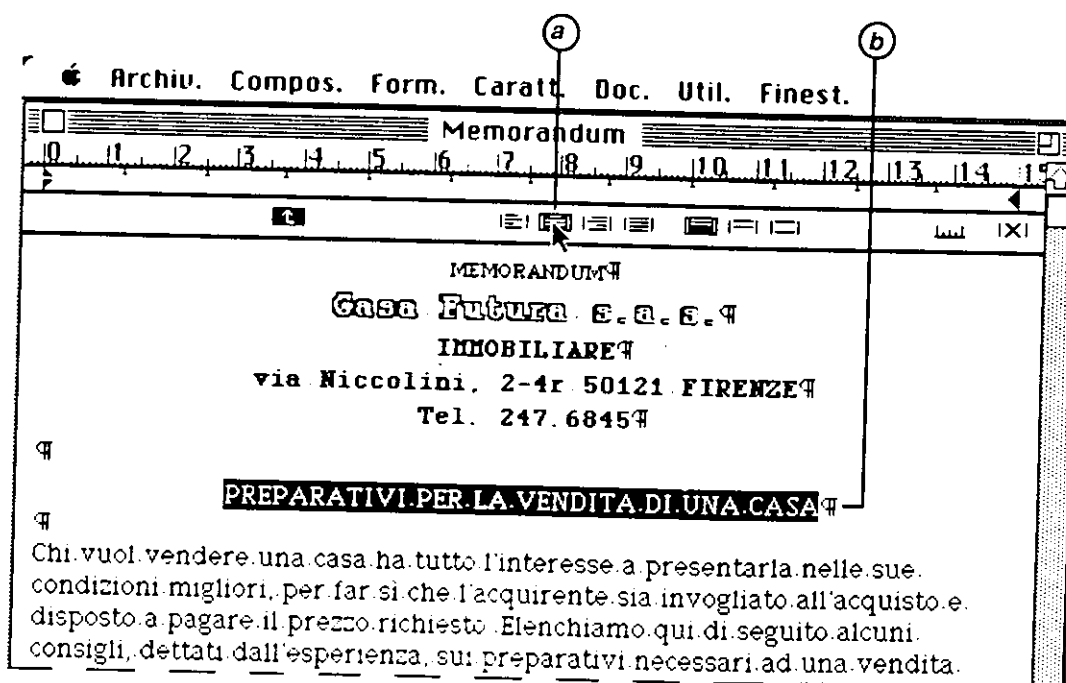 a b
Archiv. Compos. Form. Caratt. Doc. Util. Finest.
Memorandum
0 1 2 3 4 5 6 7 8 9 10 11 12 13 14 15
MEMORANDUM¶
Casa Futura s.a.s.¶
IMMOBILIARE¶
via Niccolini, 2-4r 50121 FIRENZE¶
Tel. 247.6845¶
¶
PREPARATIVI.PER.LA.VENDITA.DI.UNA.CASA¶
¶
Chi.vuol.vendere.una.casa.ha.tutto.l'interesse.a.presentarla.nelle.sue.
condizioni.migliori,.per.far.sì.che.l'acquirente.sia.invogliato.all'acquisto.e.
disposto.a.pagare.il.prezzo.richiesto.Elenchiamo.qui.di.seguito.alcuni.
consigli,.dettati.dall'esperienza,.sui.preparativi.necessari.ad.una.vendita.